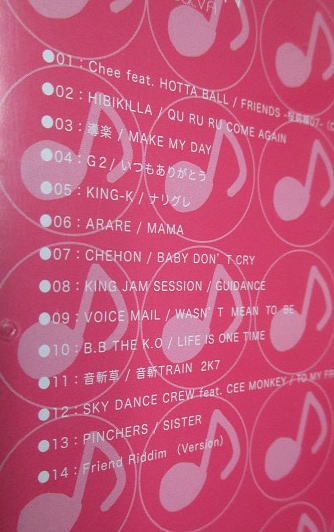 ●01：Chee feat. HOTTA BALL / FRIENDS
●02：HIBIKILLA / QU RU RU COME AGAIN
●03：導楽 / MAKE MY DAY
●04：G2 / いつもありがとう
●05：KING-K / ナリグレ
●06：ARARE / MAMA
●07：CHEHON / BABY DON'T CRY
●08：KING JAM SESSION / GUIDANCE
●09：VOICE MAIL / WASN'T MEAN TO BE
●10：B.B THE K.O / LIFE IS ONE TIME
●11：音斬草 / 音斬TRAIN 2K7
●12：SKY DANCE CREW feat. CEE MONKEY / TO MY FR
●13：PINCHERS / SISTER
●14：Friend Riddim (Version)